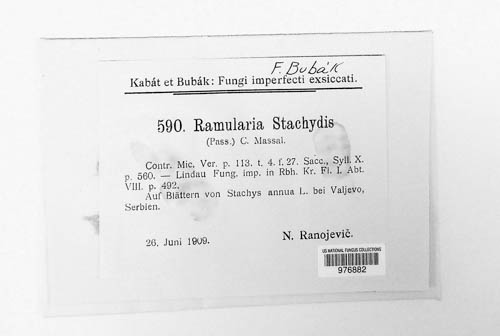 F. Bubák
Kabát et Bubák: Fungi imperfecti exsiccati.
590. Ramularia Stachydis
(Pass.) C. Massal.
Contr. Mic. Ver. p. 113. t. 4. f. 27. Sacc., Syll. X.
p. 560. — Lindau Fung. imp. in Rbh. Kr. Fl. I. Abt.
VIII. p. 492.
Auf Blättern von Stachys annua L. bei Valjevo,
Serbien.
26. Juni 1909.
N. Ranojevič.
US NATIONAL FUNGUS COLLECTIONS
976882